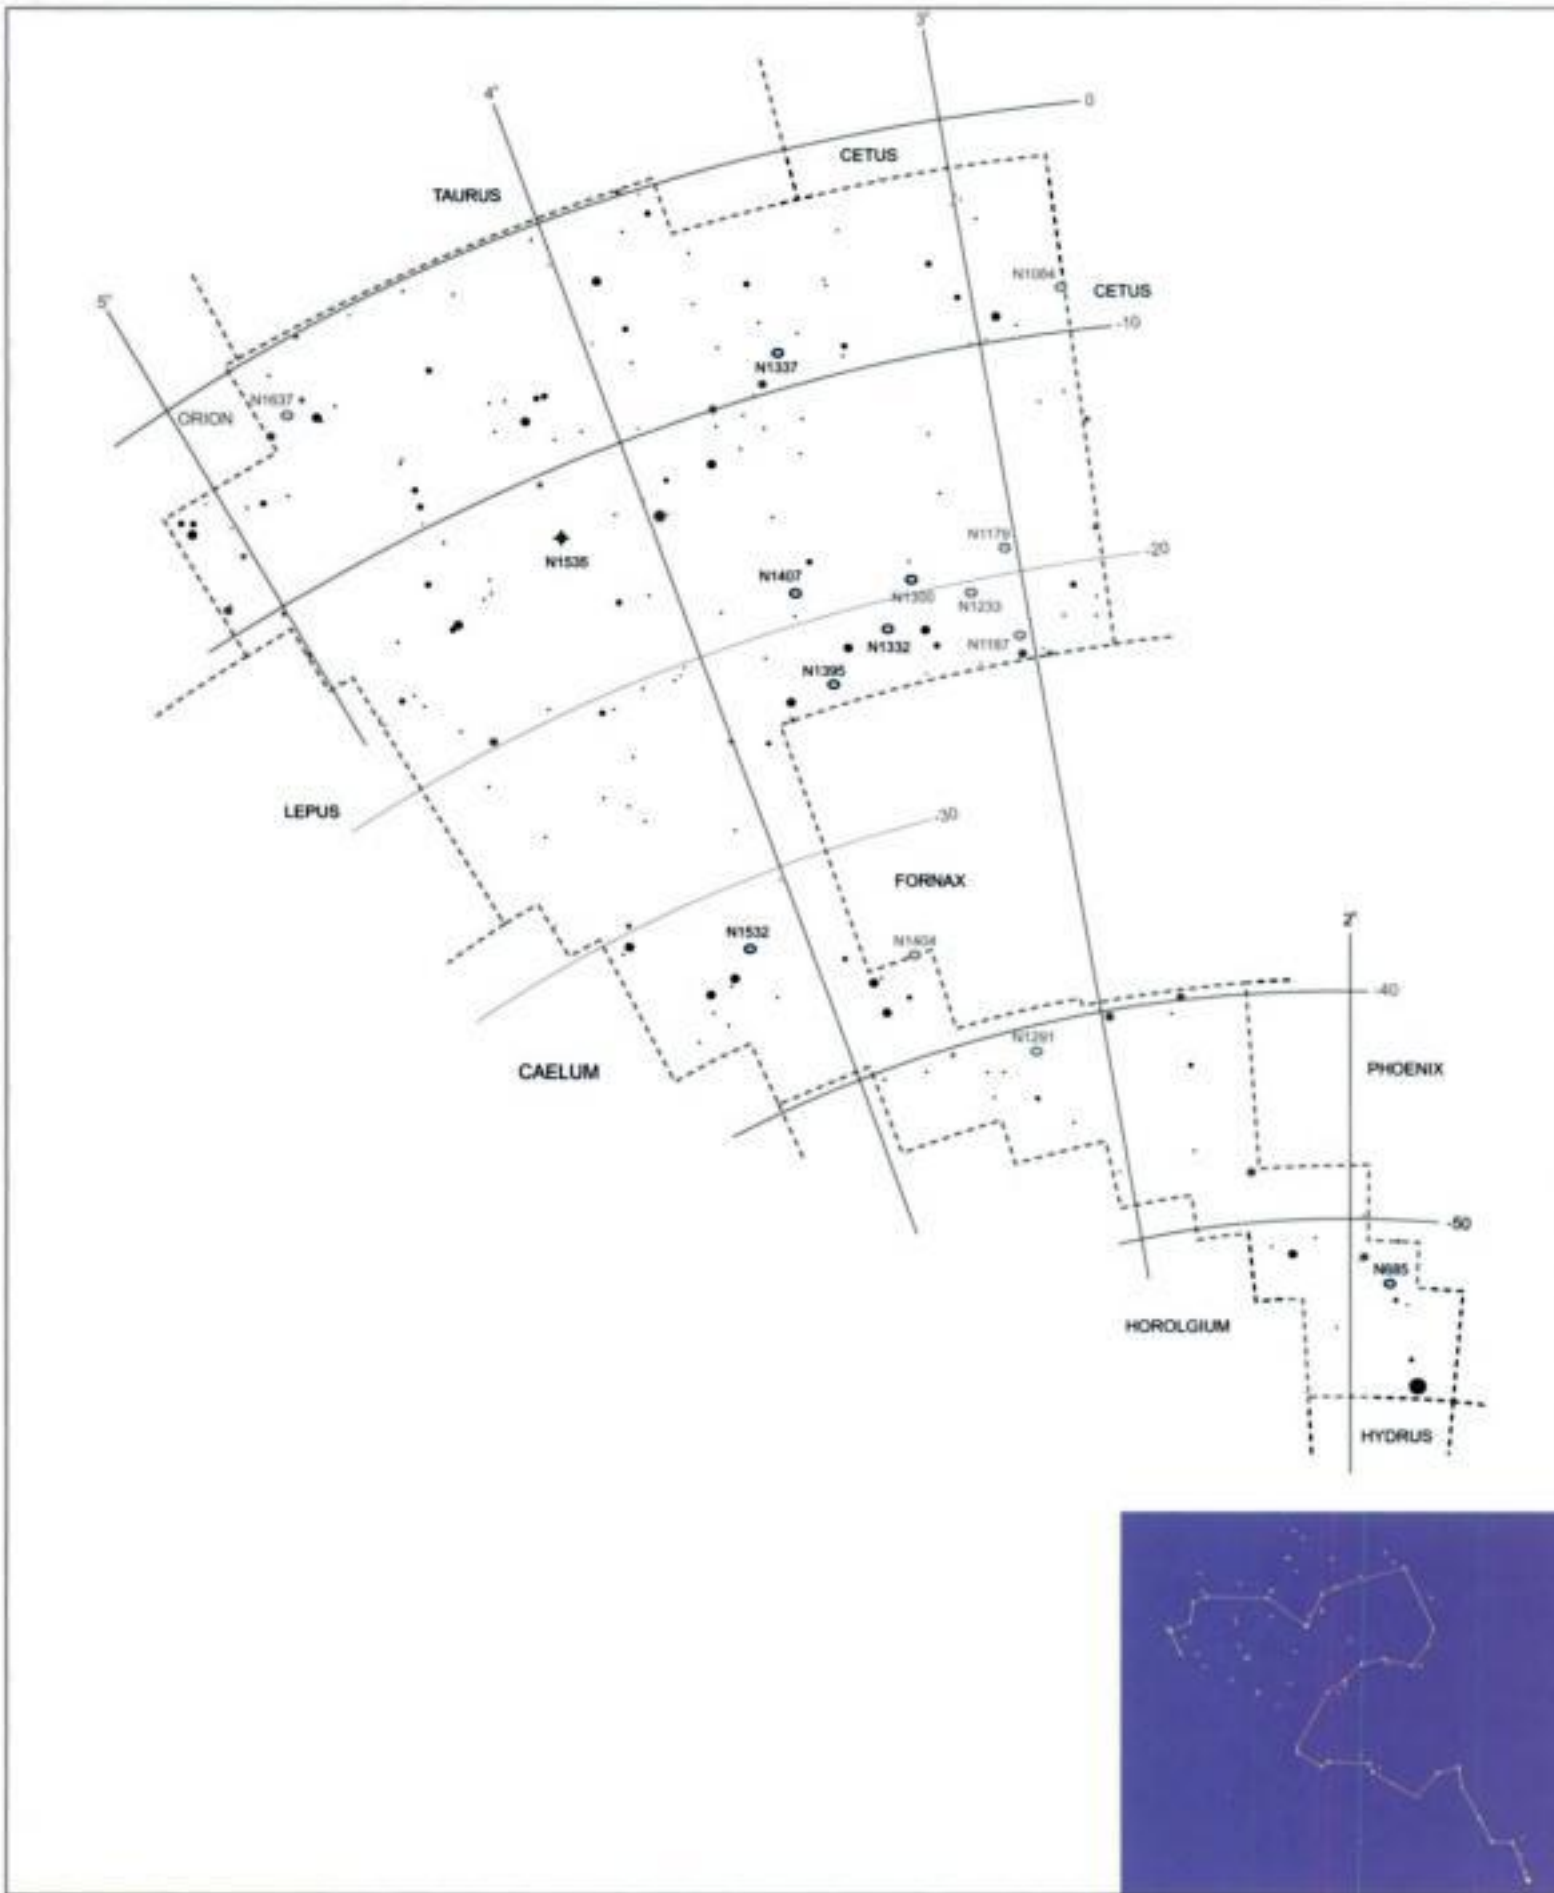 3h
4h
0
CETUS
TAURUS
N1084
CETUS
5h
-10
N1337
N1637
ORION
N1179
-20
N1535
N1407
N1300
N1233
N1332
N1187
N1395
LEPUS
-30
FORNAX
2h
N1532
N1404
-40
N1291
CAELUM
PHOENIX
-50
N685
HOROLGIUM
HYDRUS